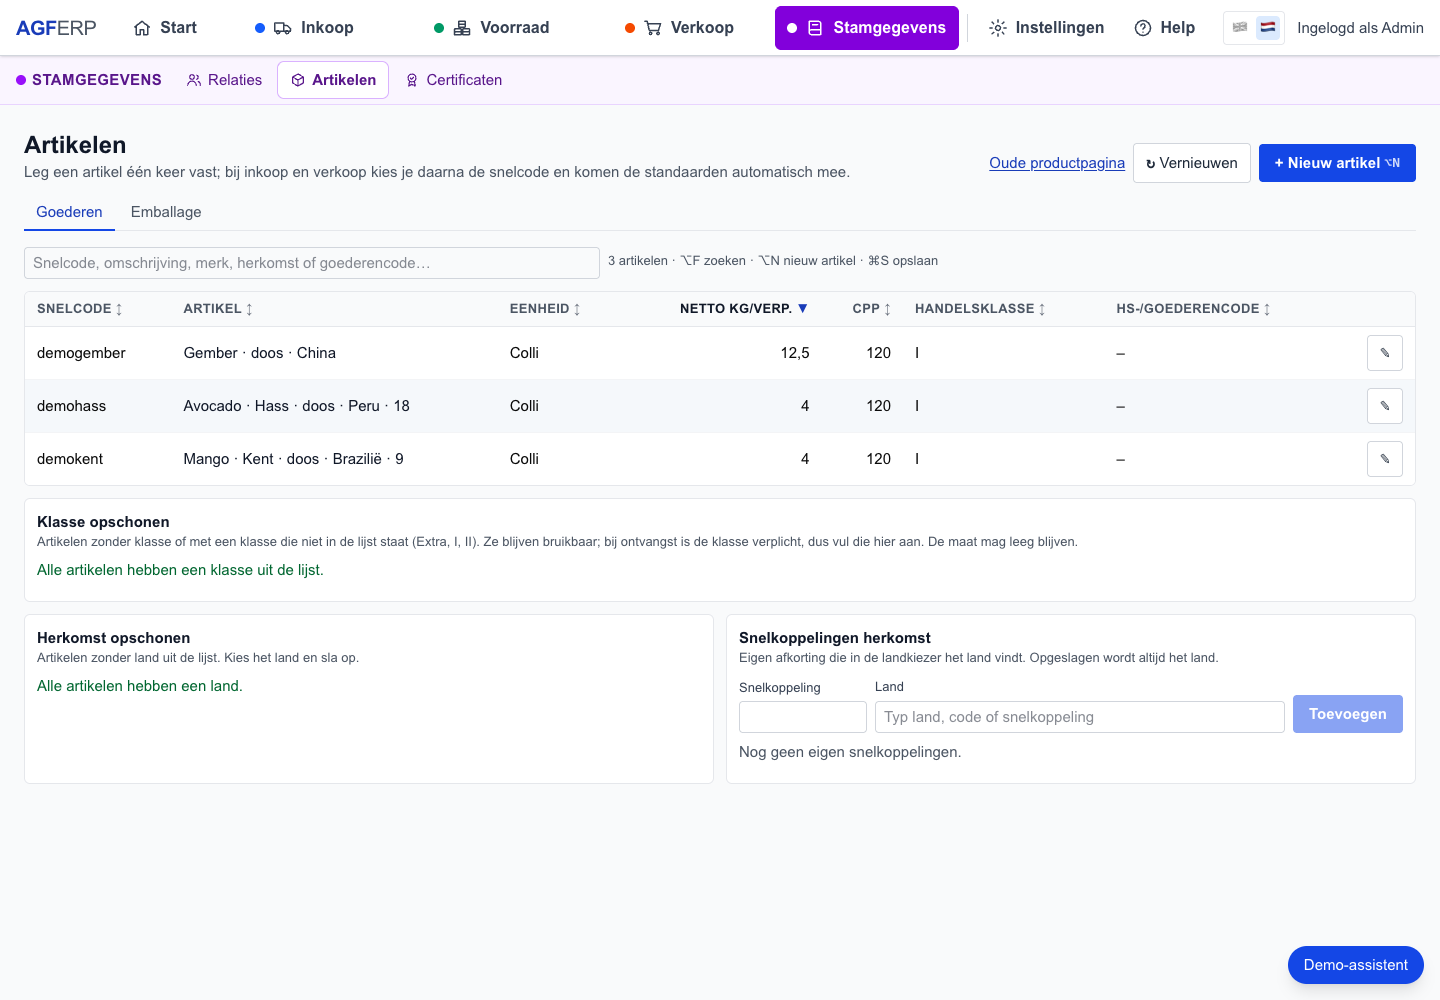 AGFERP Start Inkoop Voorraad Verkoop Stamgegevens Instellingen Help Ingelogd als Admin
STAMGEGEVENS Relaties Artikelen Certificaten
Artikelen
Leg een artikel één keer vast; bij inkoop en verkoop kies je daarna de snelcode en komen de standaarden automatisch mee.
Oude productpagina ↻ Vernieuwen + Nieuw artikel ⌥N
Goederen Emballage
Snelcode, omschrijving, merk, herkomst of goederencode… 3 artikelen · ⌥F zoeken · ⌥N nieuw artikel · ⌘S opslaan
SNELCODE ↕ ARTIKEL ↕ EENHEID ↕ NETTO KG/VERP. ▼ CPP ↕ HANDELSKLASSE ↕ HS-/GOEDERENCODE ↕
demogember Gember · doos · China Colli 12,5 120 I – ✎
demohass Avocado · Hass · doos · Peru · 18 Colli 4 120 I – ✎
demokent Mango · Kent · doos · Brazilië · 9 Colli 4 120 I – ✎
Klasse opschonen
Artikelen zonder klasse of met een klasse die niet in de lijst staat (Extra, I, II). Ze blijven bruikbaar; bij ontvangst is de klasse verplicht, dus vul die hier aan. De maat mag leeg blijven.
Alle artikelen hebben een klasse uit de lijst.
Herkomst opschonen
Artikelen zonder land uit de lijst. Kies het land en sla op.
Alle artikelen hebben een land.
Snelkoppelingen herkomst
Eigen afkorting die in de landkiezer het land vindt. Opgeslagen wordt altijd het land.
Snelkoppeling Land
Typ land, code of snelkoppeling Toevoegen
Nog geen eigen snelkoppelingen.
Demo-assistent